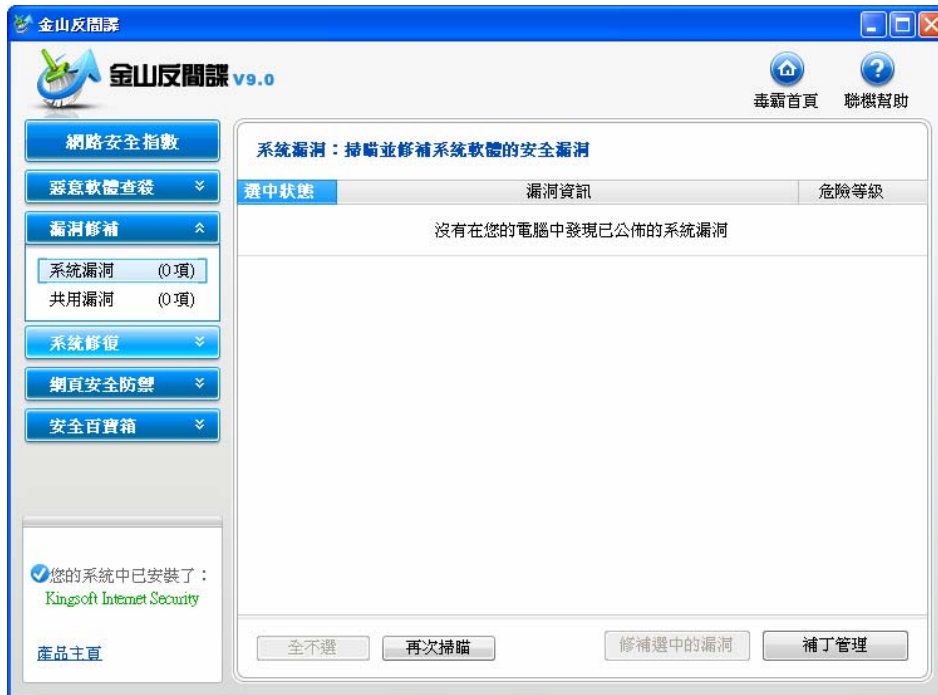 金山反間諜
金山反間諜 V9.0
毒霸首頁
聯機幫助
網路安全指數
惡意軟體查殺
漏洞修補
系統漏洞 (0項)
共用漏洞 (0項)
系統修復
網頁安全防禦
安全百寶箱
您的系統中已安裝了：
Kingsoft Internet Security
產品主頁
系統漏洞：掃瞄並修補系統軟體的安全漏洞
選中狀態 漏洞資訊 危險等級
沒有在您的電腦中發現已公佈的系統漏洞
全不選 再次掃瞄 修補選中的漏洞 補丁管理